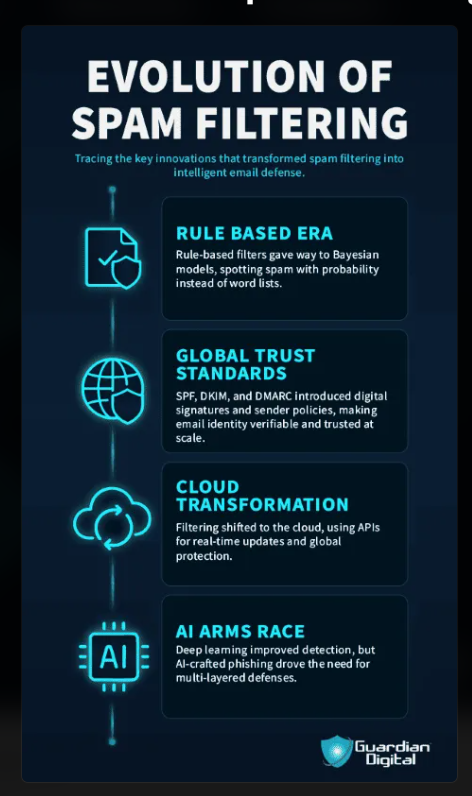 EVOLUTION OF
SPAM FILTERING
Tracing the key innovations that transformed spam filtering into
intelligent email defense.
RULE BASED ERA
Rule-based filters gave way to Bayesian
models, spotting spam with probability
instead of word lists.
GLOBAL TRUST
STANDARDS
SPF, DKIM, and DMARC introduced digital
signatures and sender policies, making
email identity verifiable and trusted at
scale.
CLOUD
TRANSFORMATION
Filtering shifted to the cloud, using APIs
for real-time updates and global
protection.
AI
AI ARMS RACE
Deep learning improved detection, but
AI-crafted phishing drove the need for
multi-layered defenses.
Guardian
Digital